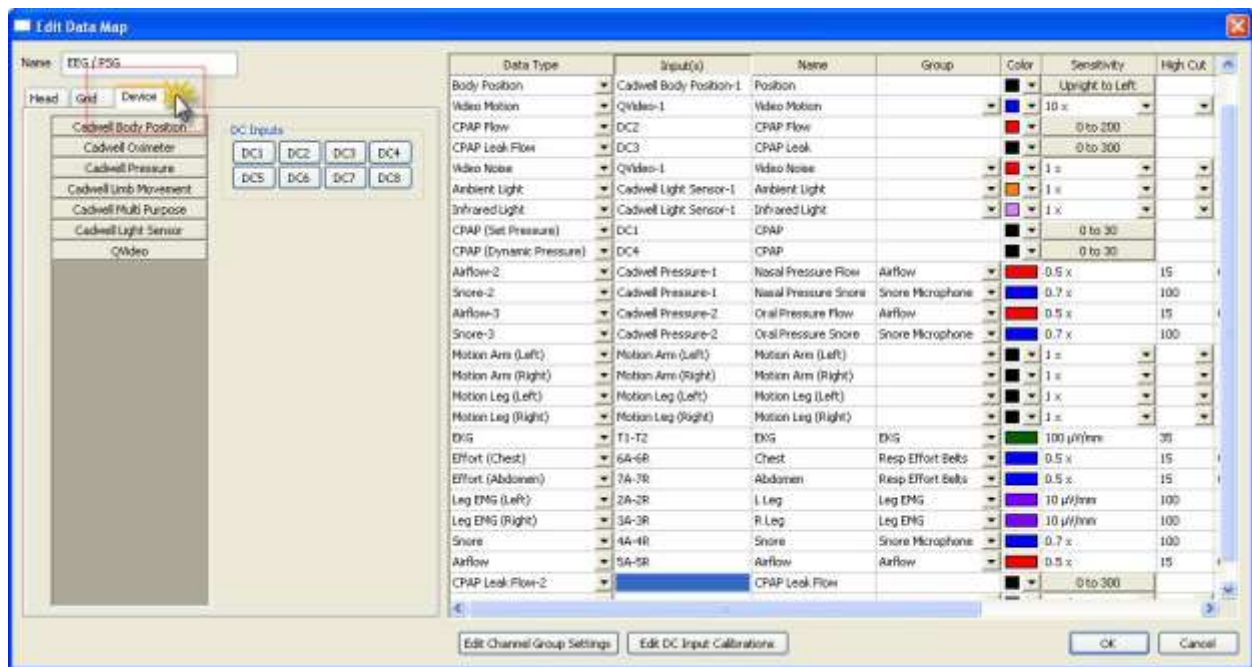 Edit Data Map
Name EEG / PSG
Head Grid Device
Cadwell Body Position
Cadwell Oximeter
Cadwell Pressure
Cadwell Limb Movement
Cadwell Multi Purpose
Cadwell Light Sensor
QVideo
DC Inputs
DC1 DC2 DC3 DC4
DC5 DC6 DC7 DC8
Data Type Input(s) Name Group Color Sensitivity High Cut
Body Position Cadwell Body Position-1 Position Upright to Left
Video Motion QVideo-1 Video Motion 10 x
CPAP Flow DC2 CPAP Flow 0 to 200
CPAP Leak Flow DC3 CPAP Leak 0 to 300
Video Noise QVideo-1 Video Noise 1 x
Ambient Light Cadwell Light Sensor-1 Ambient Light 1 x
Infrared Light Cadwell Light Sensor-1 Infrared Light 1 x
CPAP (Set Pressure) DC1 CPAP 0 to 30
CPAP (Dynamic Pressure) DC4 CPAP 0 to 30
Airflow-2 Cadwell Pressure-1 Nasal Pressure Flow Airflow 0.5 x 15
Snore-2 Cadwell Pressure-1 Nasal Pressure Snore Snore Microphone 0.7 x 100
Airflow-3 Cadwell Pressure-2 Oral Pressure Flow Airflow 0.5 x 15
Snore-3 Cadwell Pressure-2 Oral Pressure Snore Snore Microphone 0.7 x 100
Motion Arm (Left) Motion Arm (Left) Motion Arm (Left) 1 x
Motion Arm (Right) Motion Arm (Right) Motion Arm (Right) 1 x
Motion Leg (Left) Motion Leg (Left) Motion Leg (Left) 1 x
Motion Leg (Right) Motion Leg (Right) Motion Leg (Right) 1 x
EKG T1-T2 EKG EKG 100 µV/mm 35
Effort (Chest) 6A-6R Chest Resp Effort Belts 0.5 x 15
Effort (Abdomen) 7A-7R Abdomen Resp Effort Belts 0.5 x 15
Leg EMG (Left) 2A-2R L Leg Leg EMG 10 µV/mm 100
Leg EMG (Right) 3A-3R R Leg Leg EMG 10 µV/mm 100
Snore 4A-4R Snore Snore Microphone 0.7 x 100
Airflow 5A-5R Airflow Airflow 0.5 x 15
CPAP Leak Flow-2 CPAP Leak Flow 0 to 300
Edit Channel Group Settings Edit DC Input Calibrations OK Cancel